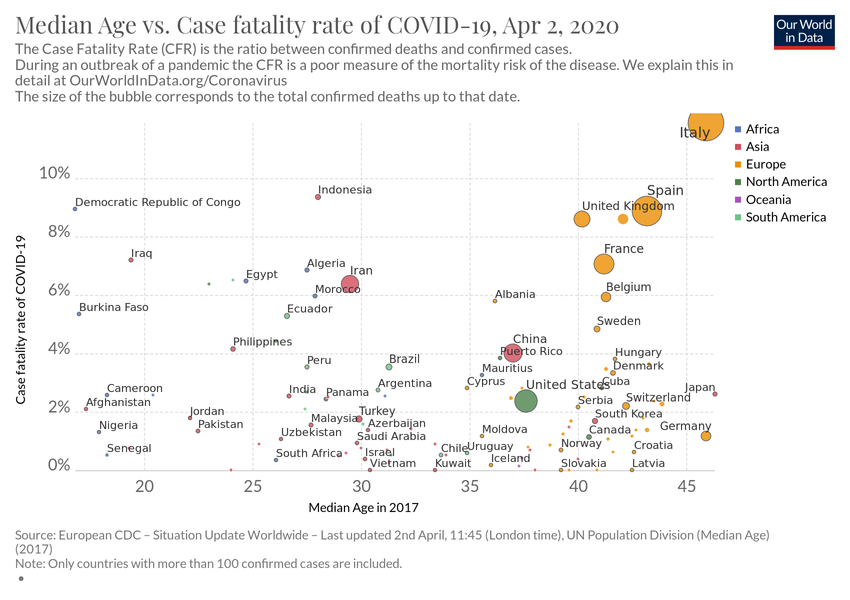 Median Age vs. Case fatality rate of COVID-19, Apr 2, 2020
Our World
in Data
The Case Fatality Rate (CFR) is the ratio between confirmed deaths and confirmed cases.
During an outbreak of a pandemic the CFR is a poor measure of the mortality risk of the disease. We explain this in
detail at OurWorldInData.org/Coronavirus
The size of the bubble corresponds to the total confirmed deaths up to that date.
Italy
Africa
Asia
Europe
North America
Oceania
South America
10%
Indonesia
Spain
Democratic Republic of Congo
United Kingdom
8%
Iraq
France
Algeria
Iran
Egypt
Morocco
Belgium
6%
Albania
Burkina Faso
Ecuador
Sweden
Philippines
China
4%
Puerto Rico
Hungary
Peru
Brazil
Denmark
Mauritius
Cameron
Argentina
Cyprus
United States
Cuba
Japan
India
Panama
Switzerland
Afghanistan
Serbia
2%
Jordan
Turkey
South Korea
Malaysia
Nigeria
Pakistan
Azerbaijan
Moldova
Canada
Germany
Uzbekistan
Saudi Arabia
Senegal
Chile
Uruguay
Norway
Croatia
South Africa
Israel
Iceland
0%
Vietnam
Kuwait
Slovakia
Latvia
20
25
30
35
40
45
Case fatality rate of COVID-19
Median Age in 2017
Source: European CDC – Situation Update Worldwide – Last updated 2nd April, 11:45 (London time), UN Population Division (Median Age)
(2017)
Note: Only countries with more than 100 confirmed cases are included.